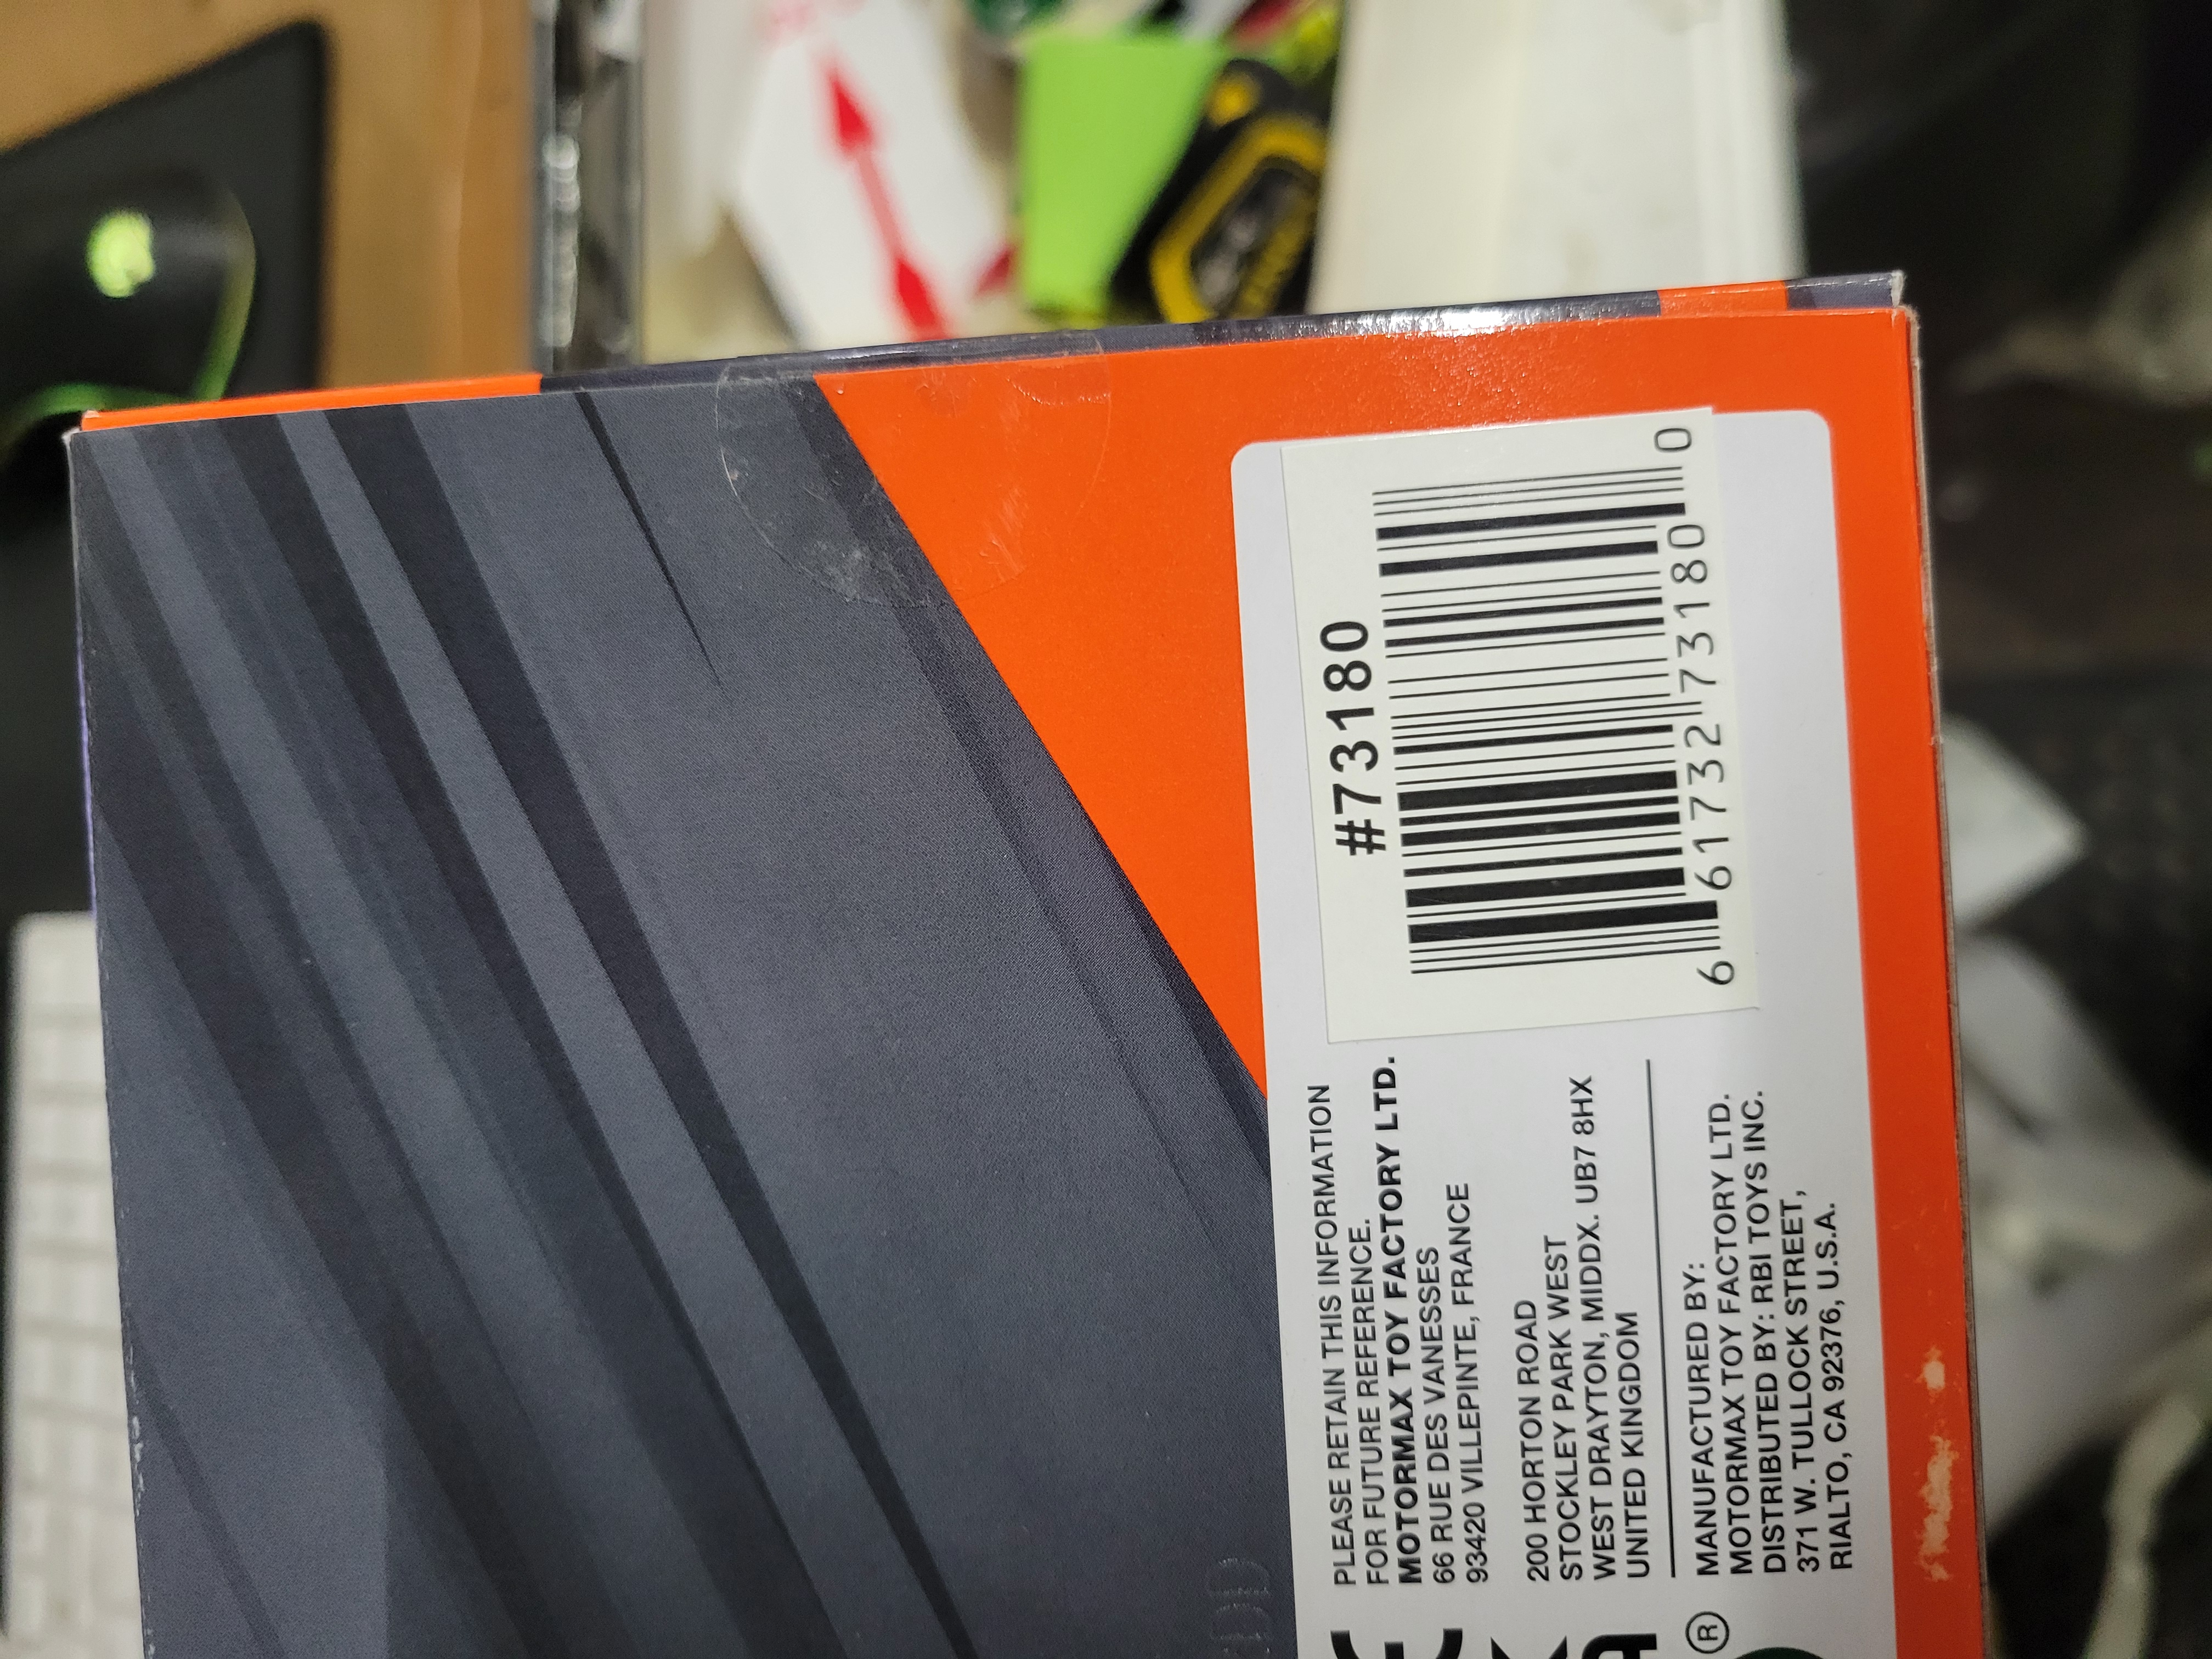 #73180
6 61732 73180 0
PLEASE RETAIN THIS INFORMATION
FOR FUTURE REFERENCE.
MOTORMAX TOY FACTORY LTD.
66 RUE DES VANESSES
93420 VILLEPINTE, FRANCE
200 HORTON ROAD
STOCKLEY PARK WEST
WEST DRAYTON, MIDDX. UB7 8HX
UNITED KINGDOM
MANUFACTURED BY:
MOTORMAX TOY FACTORY LTD.
DISTRIBUTED BY: RBI TOYS INC.
371 W. TULLOCK STREET,
RIALTO, CA 92376, U.S.A.
®